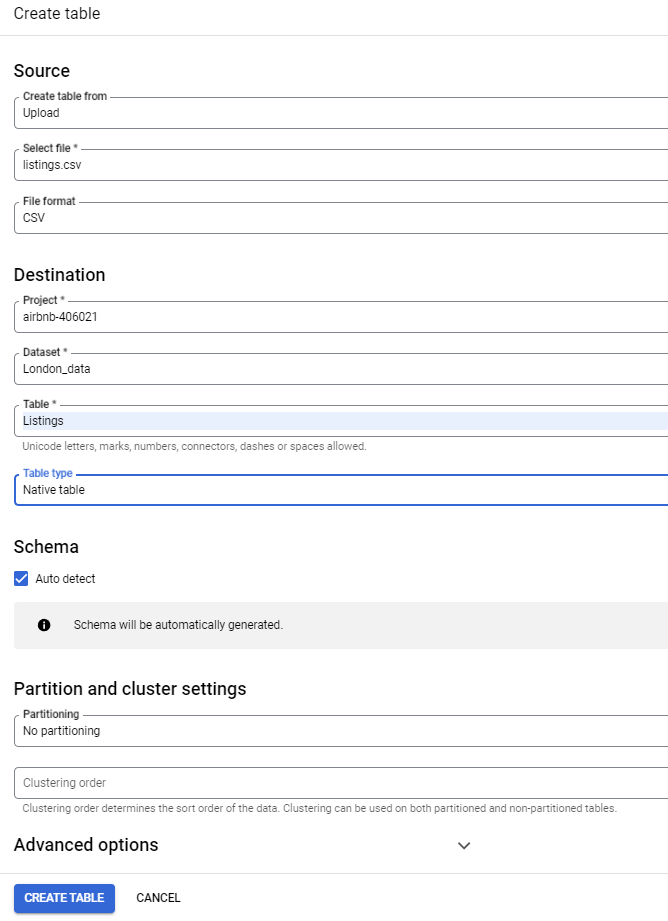 Create table
Source
Create table from
Upload
Select file *
listings.csv
File format
CSV
Destination
Project *
airbnb-406021
Dataset *
London_data
Table *
Listings
Unicode letters, marks, numbers, connectors, dashes or spaces allowed.
Table type
Native table
Schema
Auto detect
Schema will be automatically generated.
Partition and cluster settings
Partitioning
No partitioning
Clustering order
Clustering order determines the sort order of the data. Clustering can be used on both partitioned and non-partitioned tables.
Advanced options
CREATE TABLE CANCEL